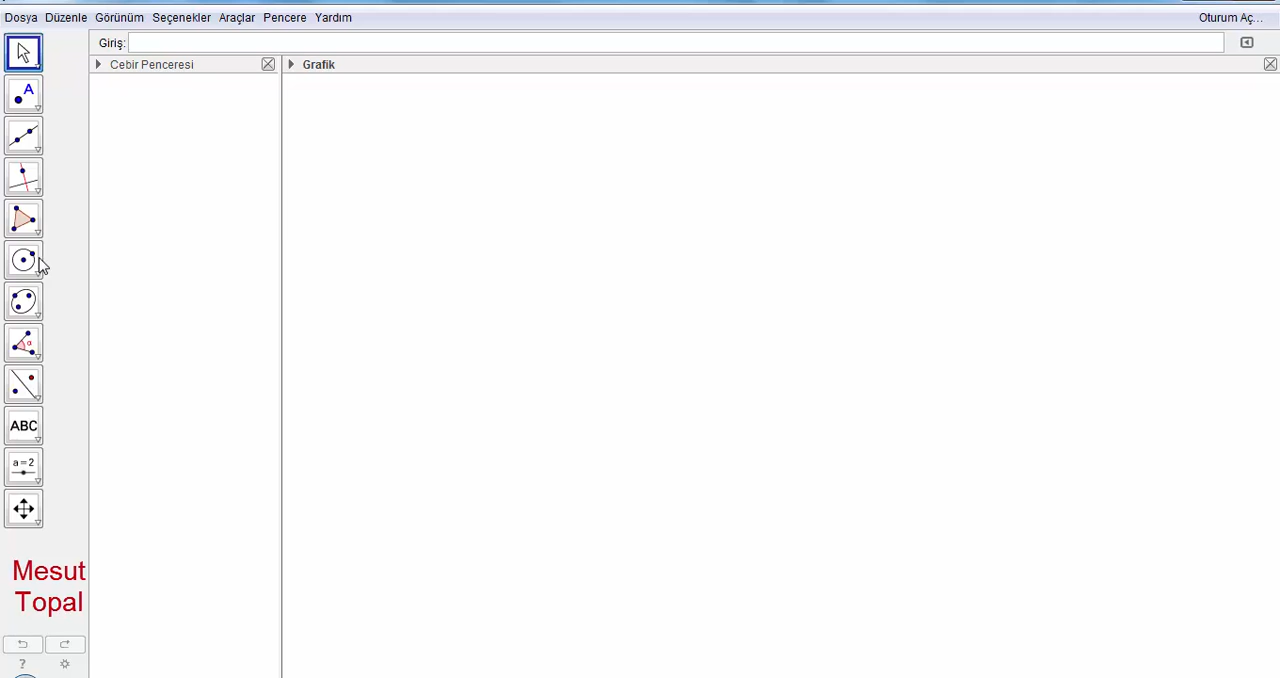 Dosya Düzenle Görünüm Seçenekler Araçlar Pencere Yardım Oturum Aç...
Giriş:
Cebir Penceresi Grafik
A
α
ABC
a=2
Mesut
Topal
?